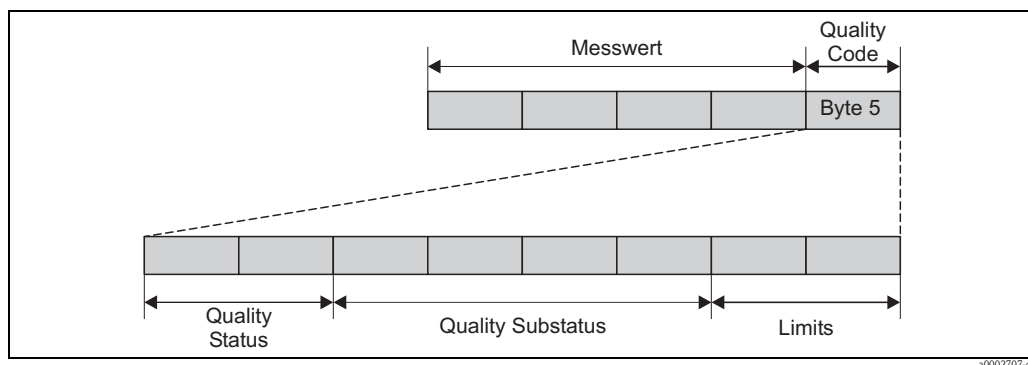 Messwert
Quality
Code
Byte 5
Quality
Status
Quality Substatus
Limits